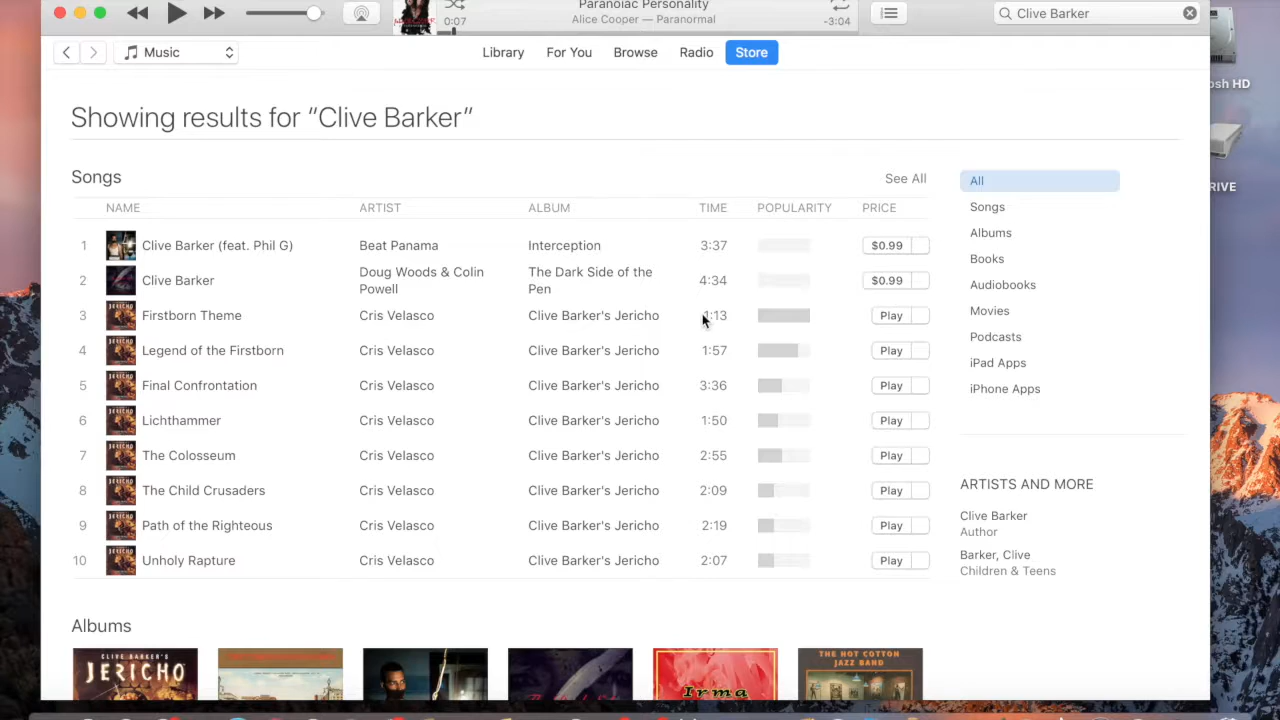 Paranoiac Personality
0:07 Alice Cooper — Paranormal -3:04
Clive Barker
Music
Library For You Browse Radio Store
osh HD
RIVE
Showing results for “Clive Barker”
Songs See All
NAME ARTIST ALBUM TIME POPULARITY PRICE
1 Clive Barker (feat. Phil G) Beat Panama Interception 3:37 $0.99
2 Clive Barker Doug Woods & Colin Powell The Dark Side of the Pen 4:34 $0.99
3 Firstborn Theme Cris Velasco Clive Barker's Jericho :13 Play
4 Legend of the Firstborn Cris Velasco Clive Barker's Jericho 1:57 Play
5 Final Confrontation Cris Velasco Clive Barker's Jericho 3:36 Play
6 Lichthammer Cris Velasco Clive Barker's Jericho 1:50 Play
7 The Colosseum Cris Velasco Clive Barker's Jericho 2:55 Play
8 The Child Crusaders Cris Velasco Clive Barker's Jericho 2:09 Play
9 Path of the Righteous Cris Velasco Clive Barker's Jericho 2:19 Play
10 Unholy Rapture Cris Velasco Clive Barker's Jericho 2:07 Play
All
Songs
Albums
Books
Audiobooks
Movies
Podcasts
iPad Apps
iPhone Apps
ARTISTS AND MORE
Clive Barker
Author
Barker, Clive
Children & Teens
Albums
CLIVE BARKER'S
JERICHO
Irma
THE HOT COTTON
JAZZ BAND